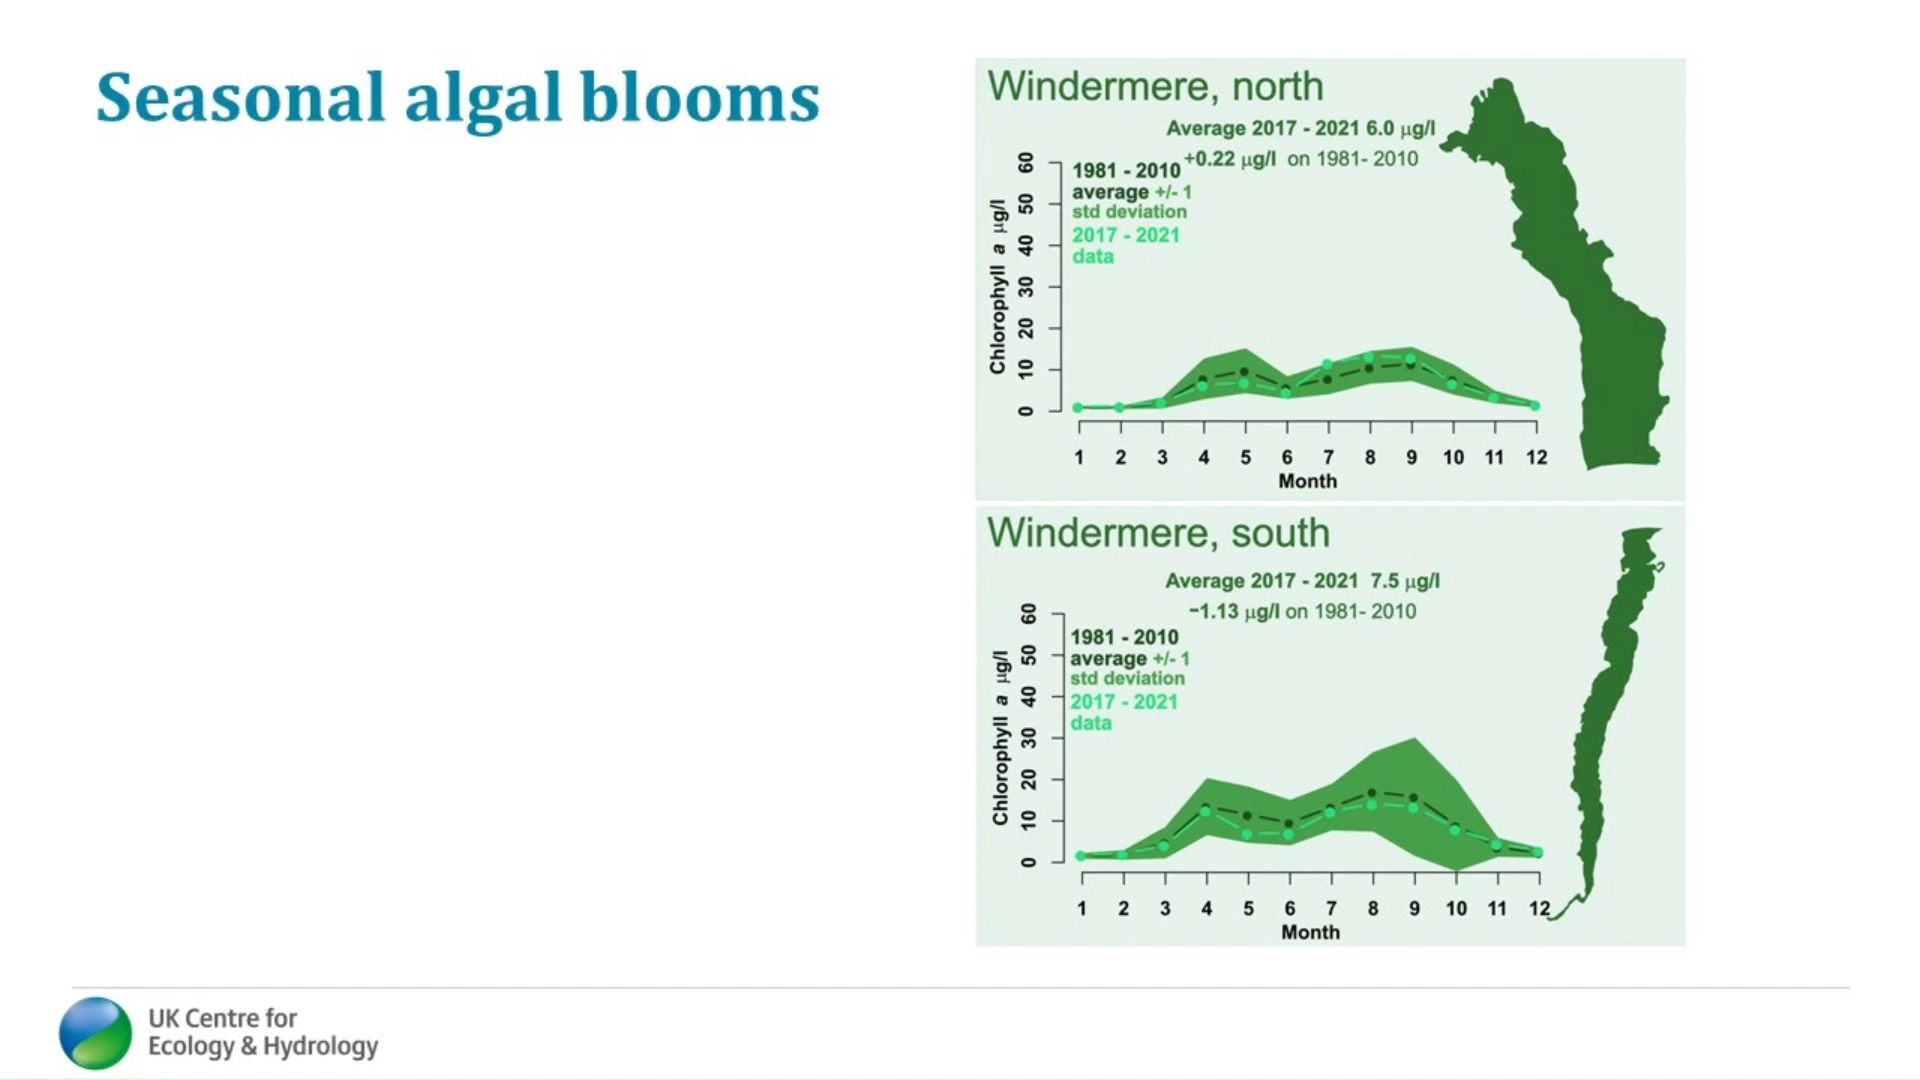 Seasonal algal blooms
Windermere, north
Average 2017 - 2021 6.0 µg/l
+0.22 µg/l on 1981- 2010
1981 - 2010
average +/- 1
std deviation
2017 - 2021
data
Chlorophyll a µg/l
60
50
40
30
20
10
0
1 2 3 4 5 6 7 8 9 10 11 12
Month
Windermere, south
Average 2017 - 2021 7.5 µg/l
−1.13 µg/l on 1981- 2010
1981 - 2010
average +/- 1
std deviation
2017 - 2021
data
Chlorophyll a µg/l
60
50
40
30
20
10
0
1 2 3 4 5 6 7 8 9 10 11 12
Month
UK Centre for
Ecology & Hydrology